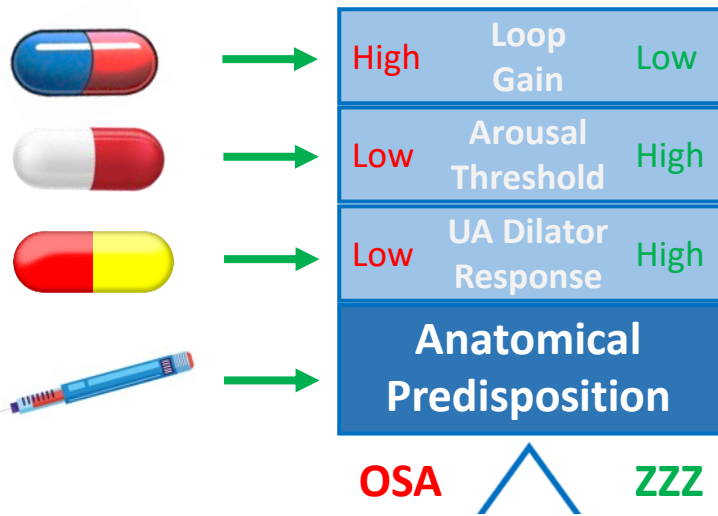 High Loop Gain Low
Low Arousal Threshold High
Low UA Dilator Response High
Anatomical
Predisposition
OSA ZZZ